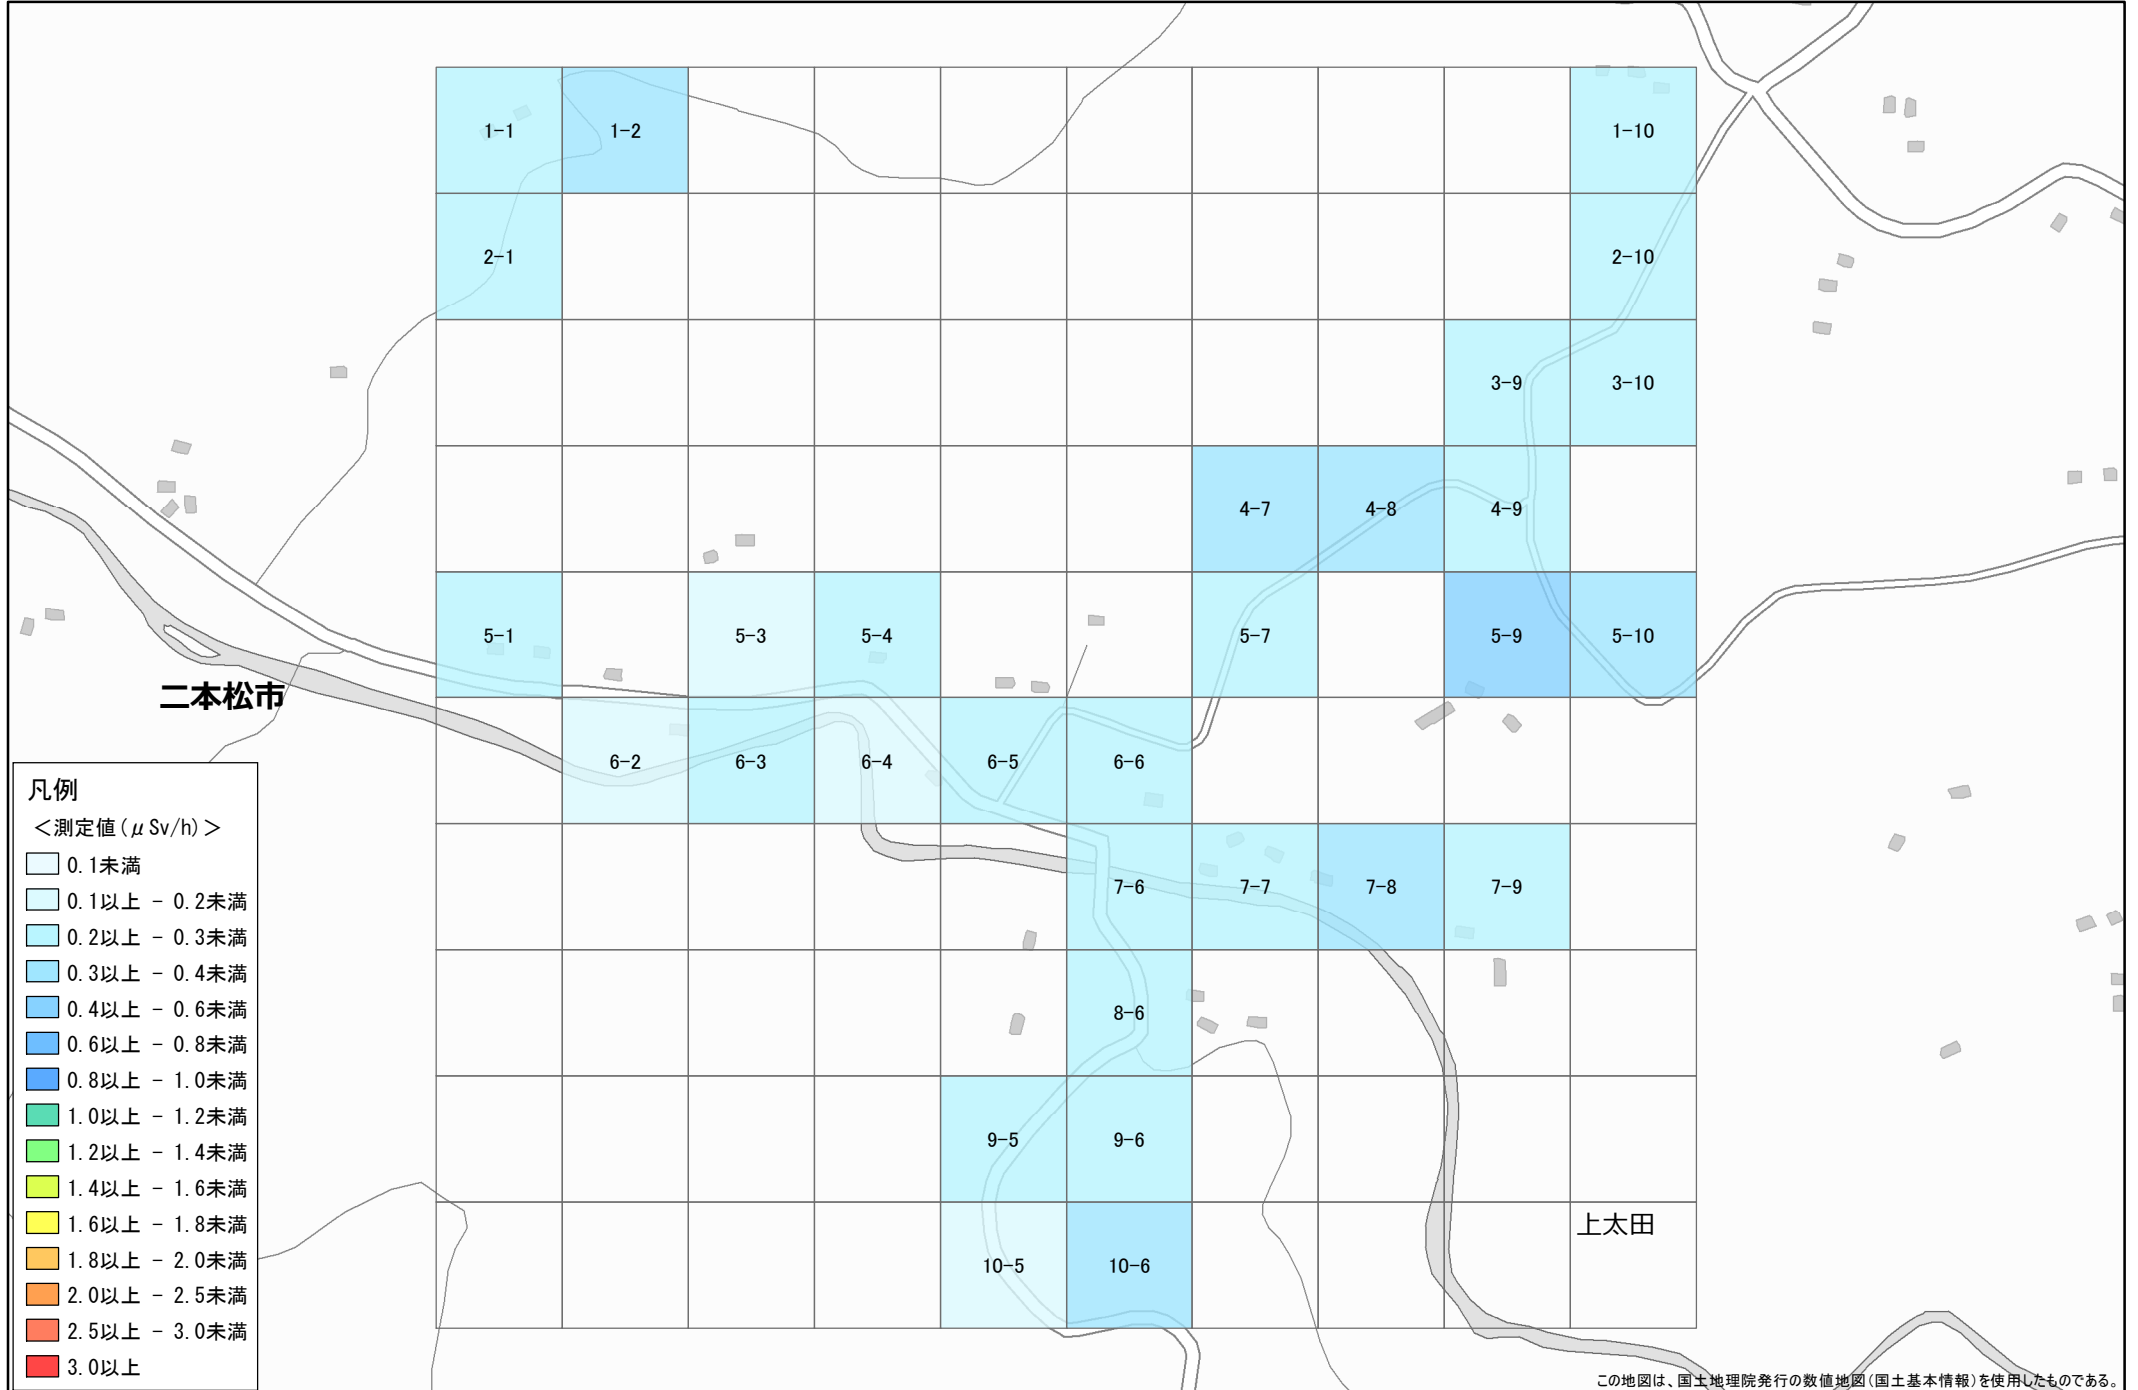 1-1
1-2
1-10
2-1
2-10
3-9
3-10
4-7
4-8
4-9
5-1
5-3
5-4
5-7
5-9
5-10
二本松市
6-2
6-3
6-4
6-5
6-6
7-6
7-7
7-8
7-9
8-6
9-5
9-6
上太田
10-5
10-6
凡例
＜測定値(μSv/h)＞
0.1未満
0.1以上 - 0.2未満
0.2以上 - 0.3未満
0.3以上 - 0.4未満
0.4以上 - 0.6未満
0.6以上 - 0.8未満
0.8以上 - 1.0未満
1.0以上 - 1.2未満
1.2以上 - 1.4未満
1.4以上 - 1.6未満
1.6以上 - 1.8未満
1.8以上 - 2.0未満
2.0以上 - 2.5未満
2.5以上 - 3.0未満
3.0以上
この地図は、国土地理院発行の数値地図(国土基本情報)を使用したものである。